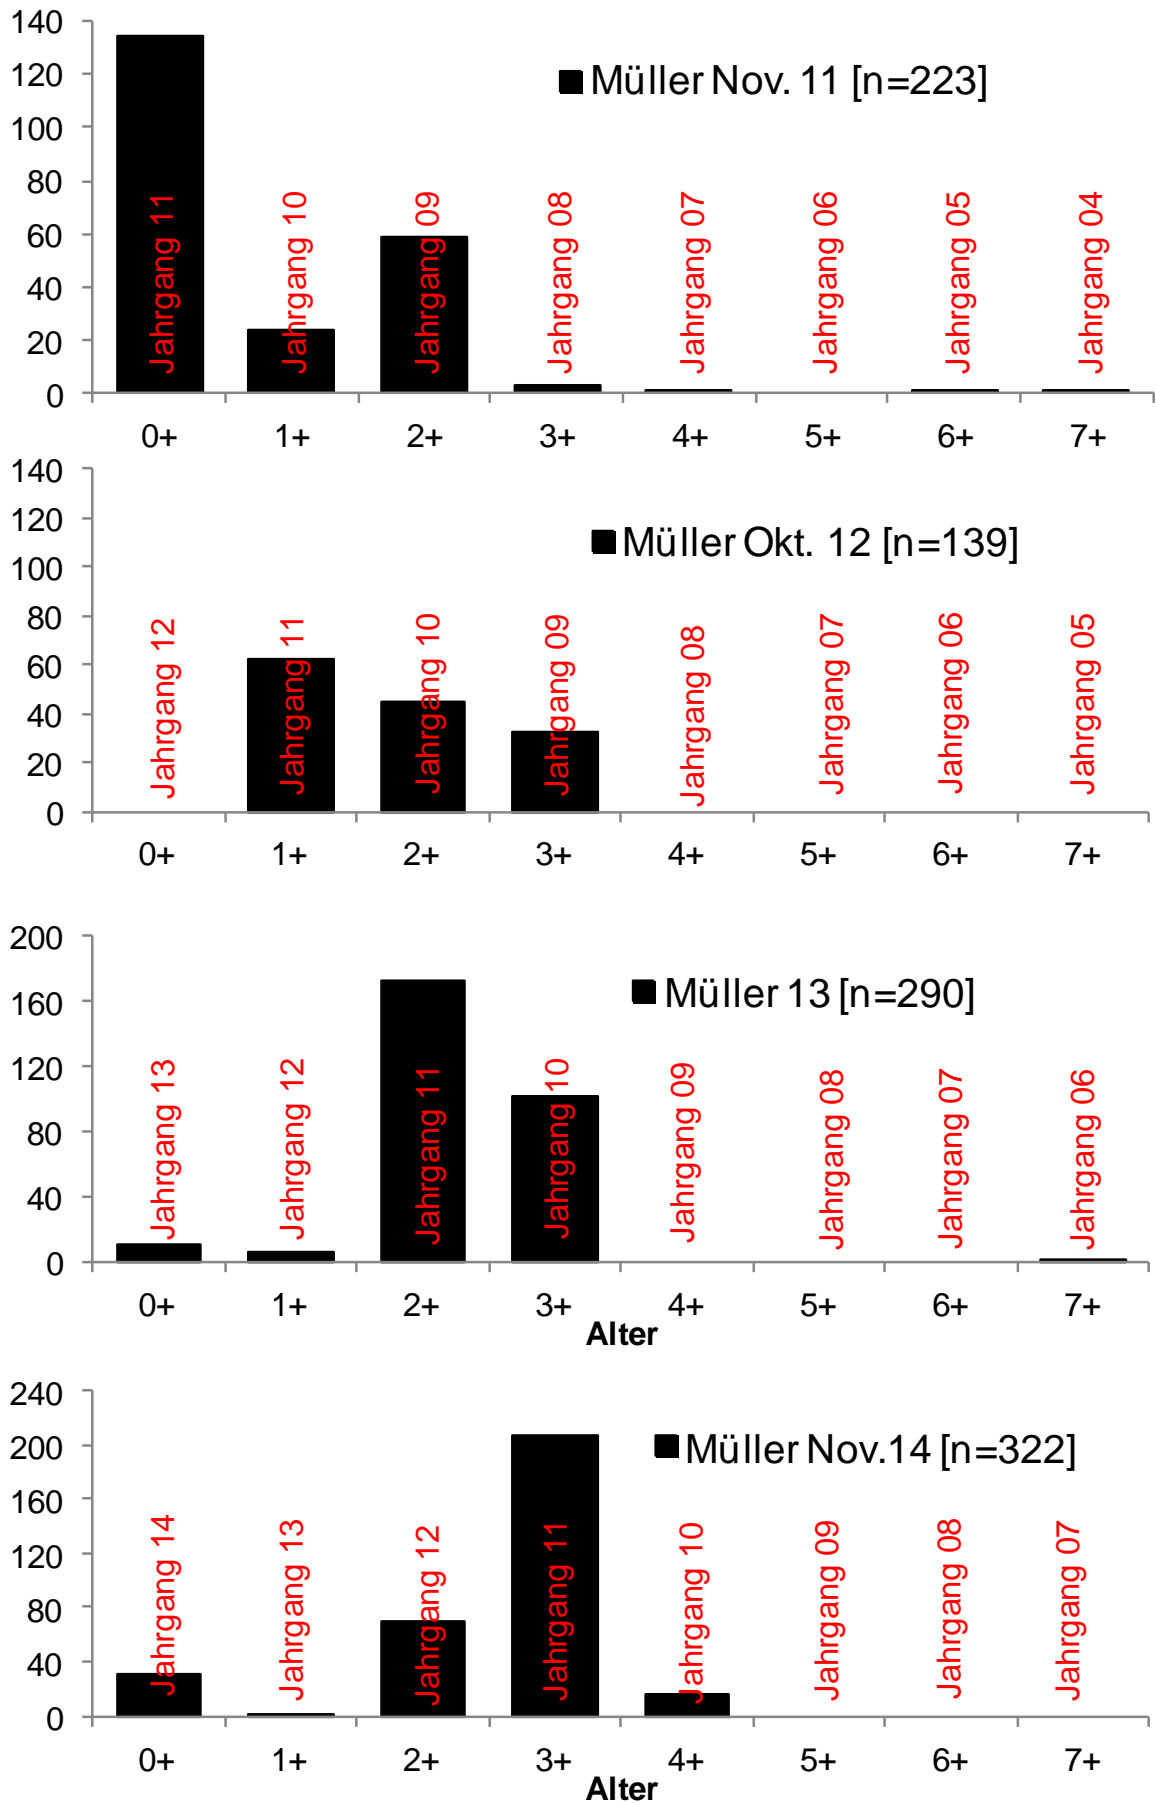 140
120
100
80
60
40
20
0
Müller Nov. 11 [n=223]
Jahrgang 11
Jahrgang 10
Jahrgang 09
Jahrgang 08
Jahrgang 07
Jahrgang 06
Jahrgang 05
Jahrgang 04
0+ 1+ 2+ 3+ 4+ 5+ 6+ 7+
140
120
100
80
60
40
20
0
Müller Okt. 12 [n=139]
Jahrgang 12
Jahrgang 11
Jahrgang 10
Jahrgang 09
Jahrgang 08
Jahrgang 07
Jahrgang 06
Jahrgang 05
0+ 1+ 2+ 3+ 4+ 5+ 6+ 7+
200
160
120
80
40
0
Müller 13 [n=290]
Jahrgang 13
Jahrgang 12
Jahrgang 11
Jahrgang 10
Jahrgang 09
Jahrgang 08
Jahrgang 07
Jahrgang 06
0+ 1+ 2+ 3+ 4+ 5+ 6+ 7+
Alter
240
200
160
120
80
40
0
Müller Nov.14 [n=322]
Jahrgang 14
Jahrgang 13
Jahrgang 12
Jahrgang 11
Jahrgang 10
Jahrgang 09
Jahrgang 08
Jahrgang 07
0+ 1+ 2+ 3+ 4+ 5+ 6+ 7+
Alter